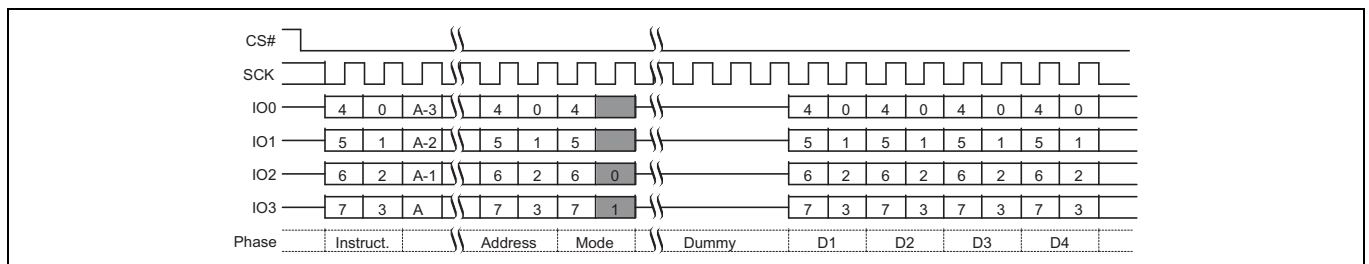 CS#
SCK
IO0 4 0 A-3 4 0 4 4 0 4 0 4 0 4 0
IO1 5 1 A-2 5 1 5 5 1 5 1 5 1 5 1
IO2 6 2 A-1 6 2 6 0 6 2 6 2 6 2 6 2
IO3 7 3 A 7 3 7 1 7 3 7 3 7 3 7 3
Phase Instruct. Address Mode Dummy D1 D2 D3 D4